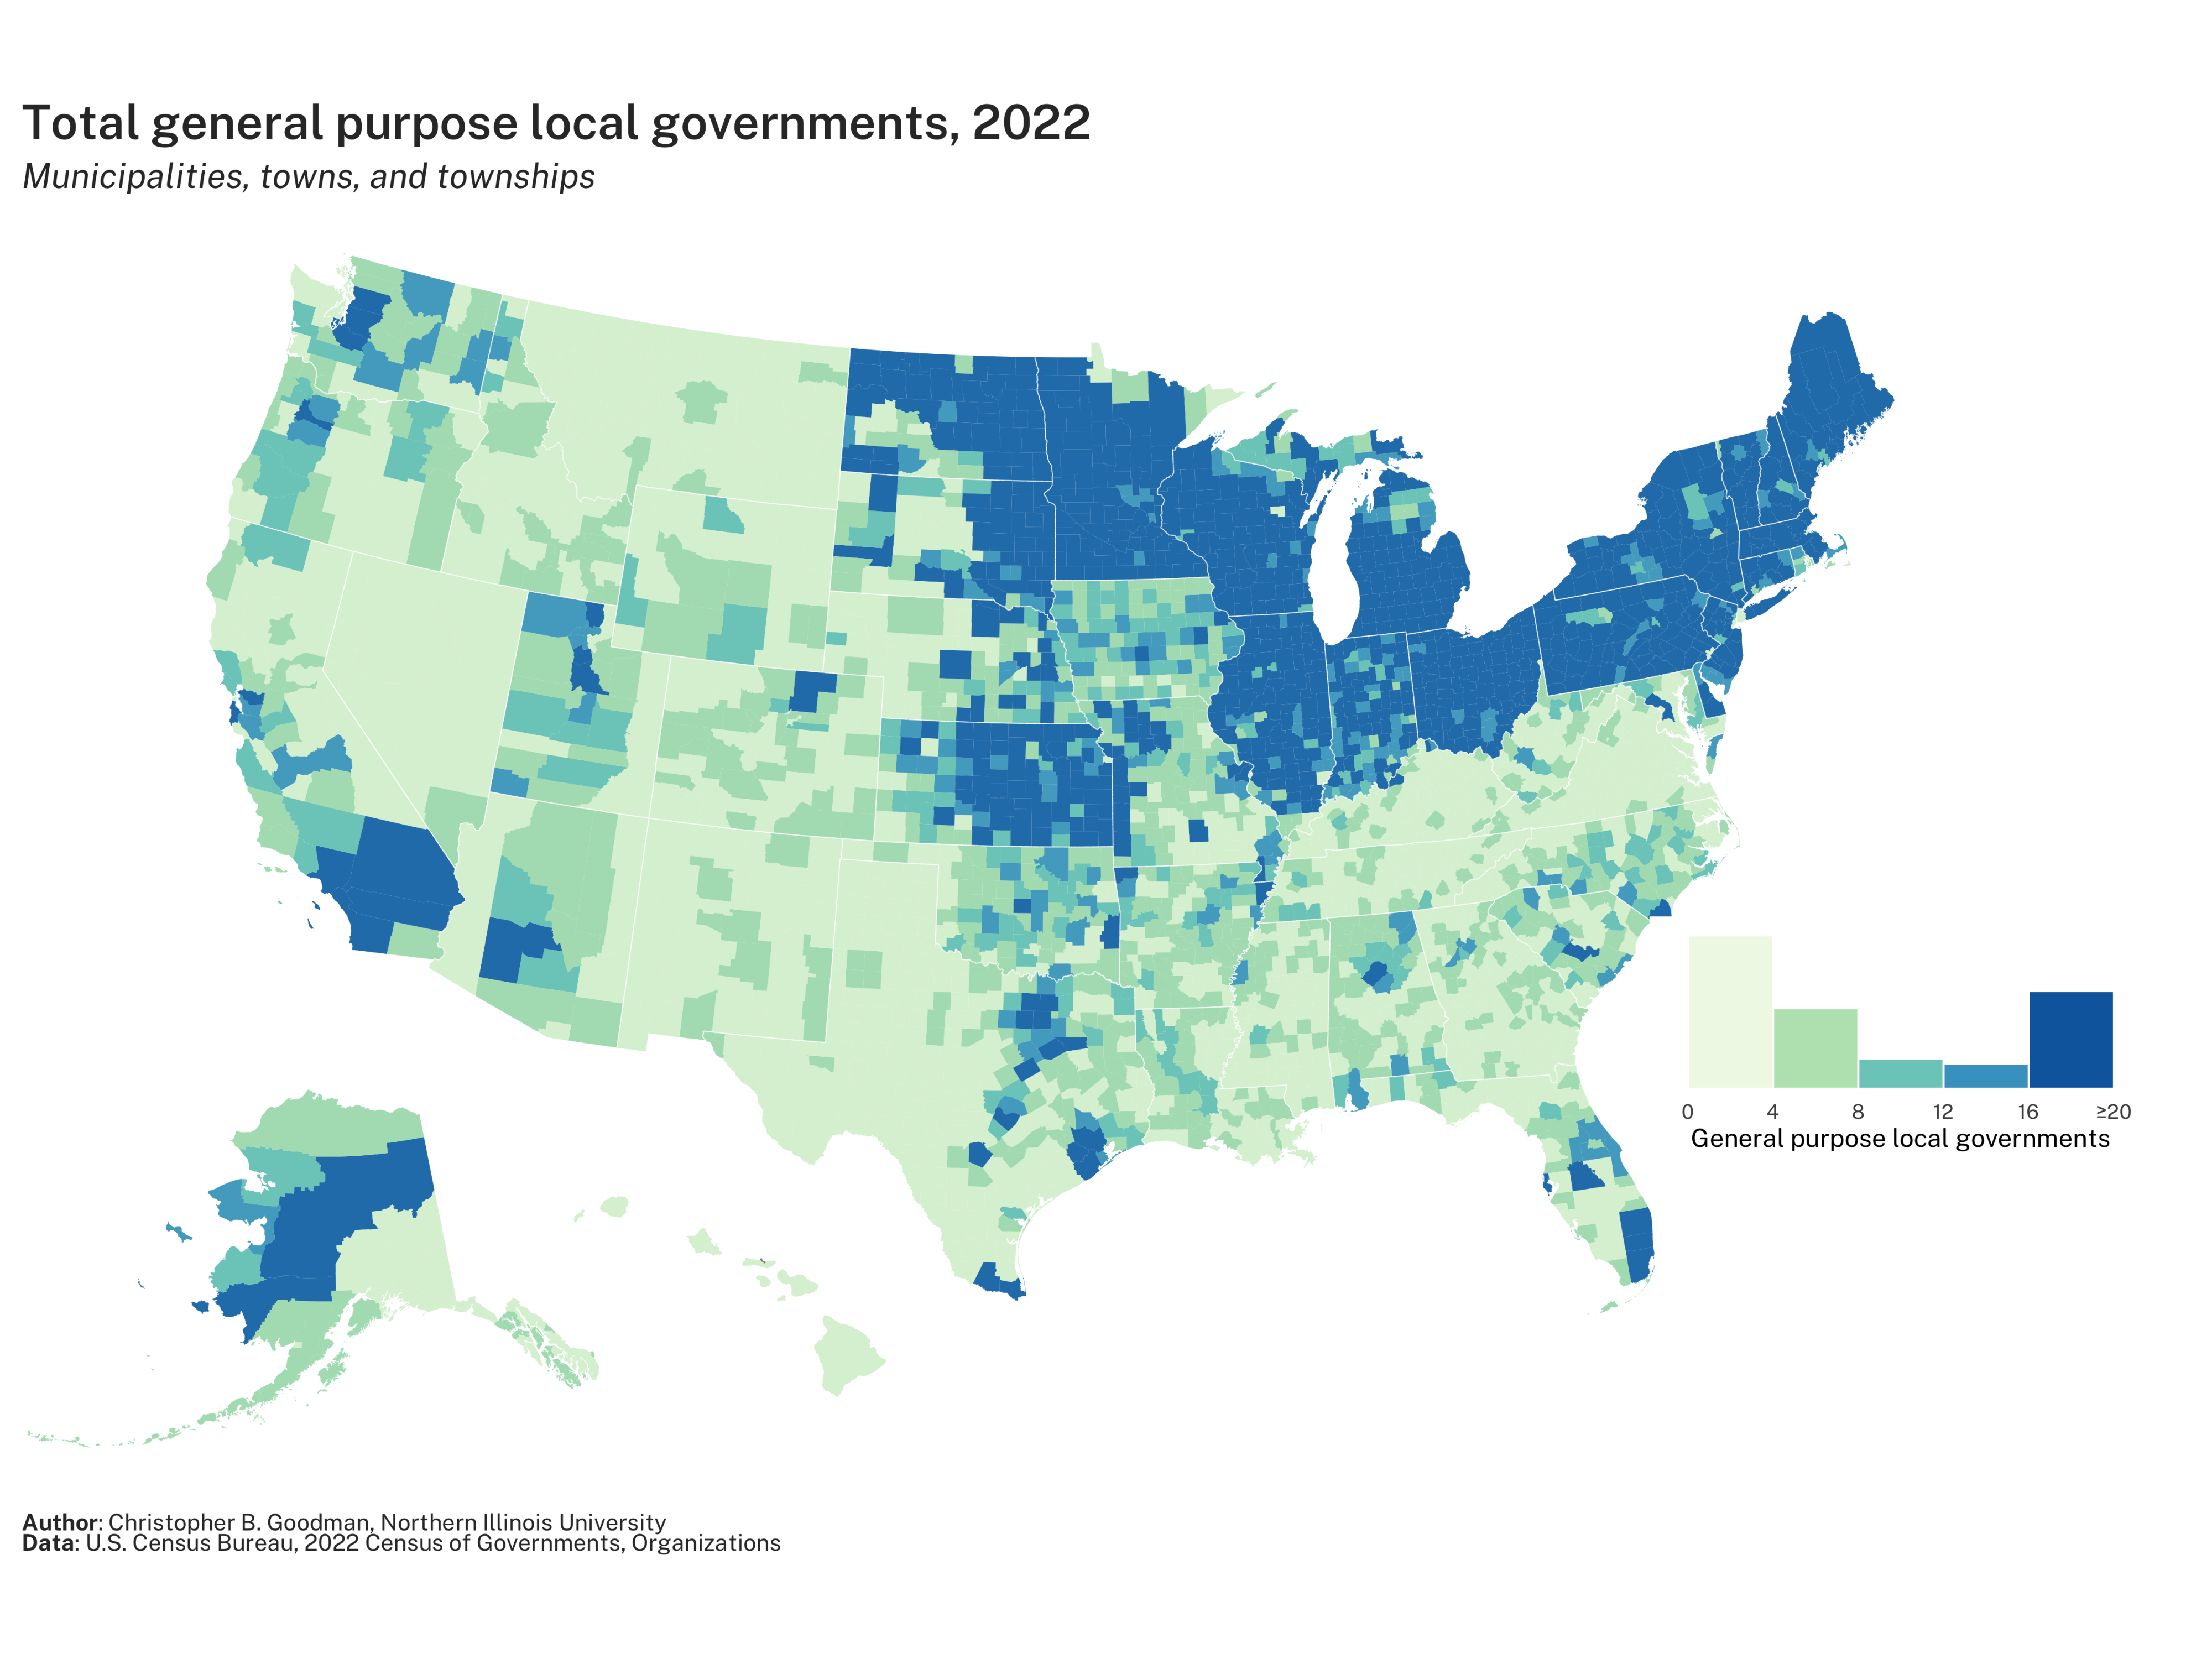 Total general purpose local governments, 2022
Municipalities, towns, and townships
0 4 8 12 16 ≥20
General purpose local governments
Author: Christopher B. Goodman, Northern Illinois University
Data: U.S. Census Bureau, 2022 Census of Governments, Organizations